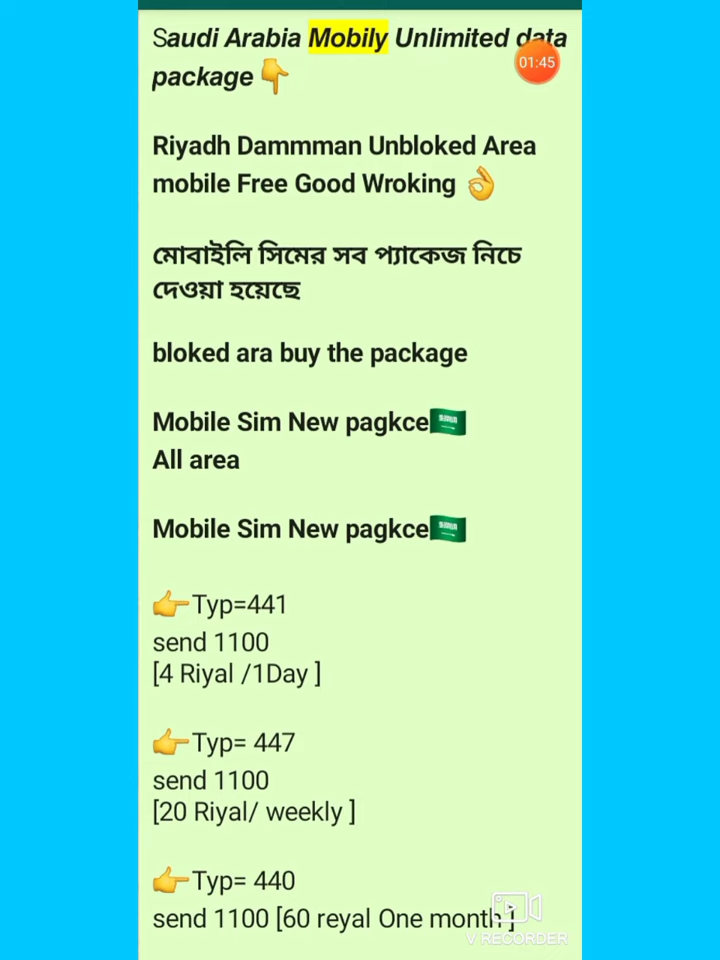 Saudi Arabia Mobily Unlimited data
package👇
01:45
Riyadh Dammman Unbloked Area
mobile Free Good Wroking 👌
মোবাইলি সিমের সব প্যাকেজ নিচে
দেওয়া হয়েছে
bloked ara buy the package
Mobile Sim New pagkce🇸🇦
All area
Mobile Sim New pagkce🇸🇦
👉Typ=441
send 1100
[4 Riyal /1Day ]
👉Typ= 447
send 1100
[20 Riyal/ weekly ]
👉Typ= 440
send 1100 [60 reyal One month ]
V RECORDER